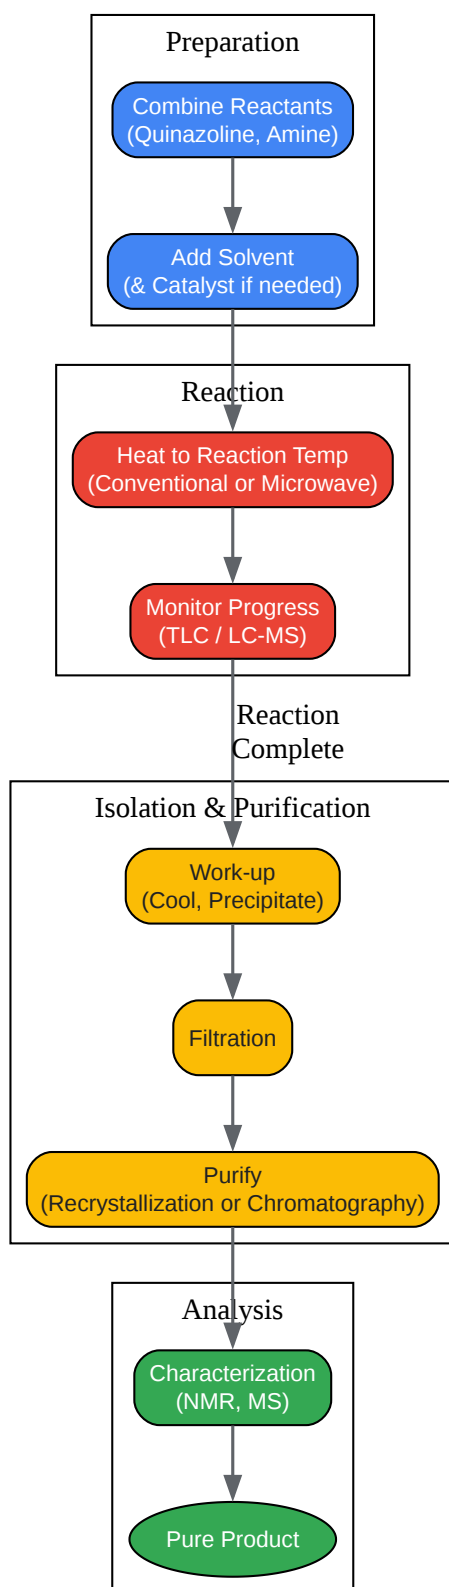 Preparation
Combine Reactants
(Quinazoline, Amine)
Add Solvent
(& Catalyst if needed)
Reaction
Heat to Reaction Temp
(Conventional or Microwave)
Monitor Progress
(TLC / LC-MS)
Reaction
Complete
Isolation & Purification
Work-up
(Cool, Precipitate)
Filtration
Purify
(Recrystallization or Chromatography)
Analysis
Characterization
(NMR, MS)
Pure Product